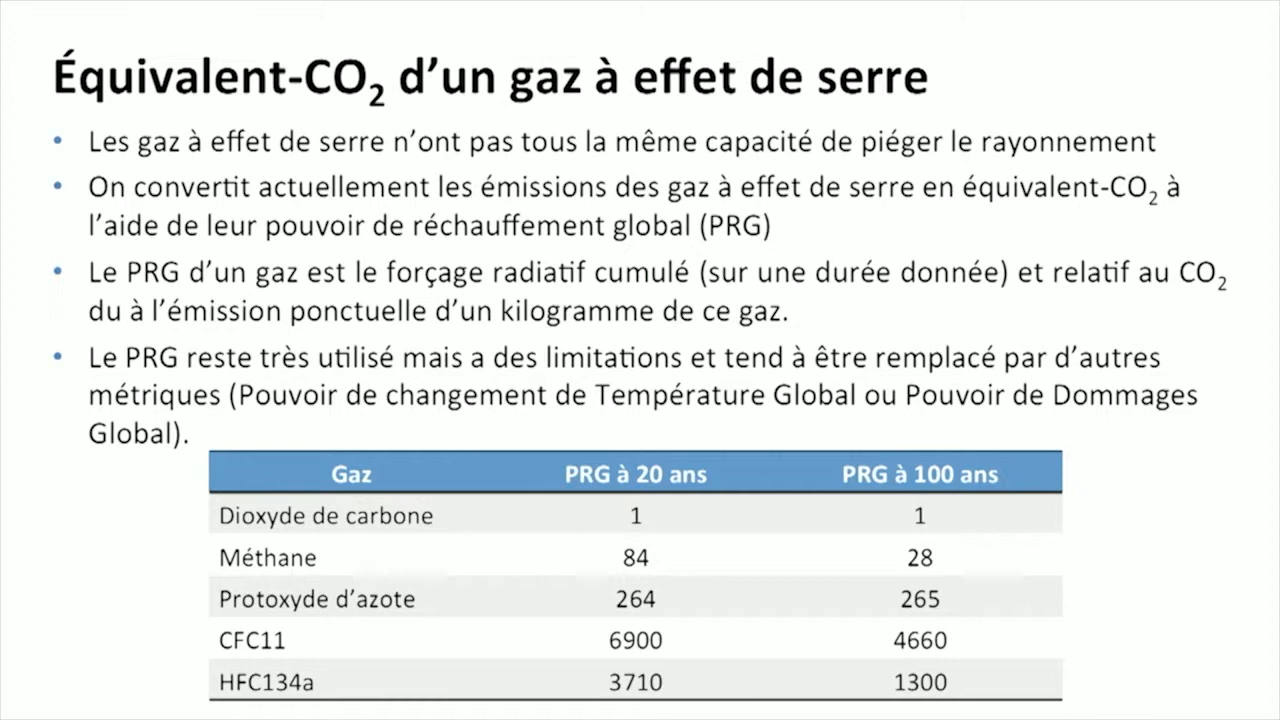 Équivalent-CO₂ d’un gaz à effet de serre
• Les gaz à effet de serre n’ont pas tous la même capacité de piéger le rayonnement
• On convertit actuellement les émissions des gaz à effet de serre en équivalent-CO₂ à
l’aide de leur pouvoir de réchauffement global (PRG)
• Le PRG d’un gaz est le forçage radiatif cumulé (sur une durée donnée) et relatif au CO₂
du à l’émission ponctuelle d’un kilogramme de ce gaz.
• Le PRG reste très utilisé mais a des limitations et tend à être remplacé par d’autres
métriques (Pouvoir de changement de Température Global ou Pouvoir de Dommages
Global).
Gaz PRG à 20 ans PRG à 100 ans
Dioxyde de carbone 1 1
Méthane 84 28
Protoxyde d’azote 264 265
CFC11 6900 4660
HFC134a 3710 1300